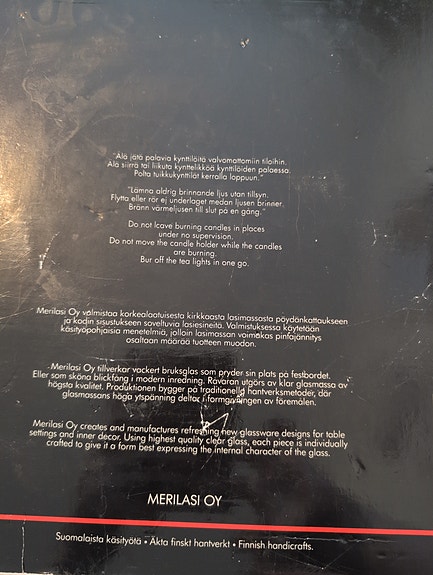 "Älä jätä palavia kynttilöitä valvomattomiin tiloihin.
Älä siirrä tai liikuta kynttelikköä kynttilöiden palaessa.
Polta tuikkukynttilät kerralla loppuun."
"Lämna aldrig brinnande ljus utan tillsyn.
Flytta eller rör ej underlaget medan ljusen brinner.
Bränn värmeljusen till slut på en gång."
Do not leave burning candles in places
under no supervision.
Do not move the candle holder while the candles
are burning.
Bur off the tea lights in one go.
Merilasi Oy valmistaa korkealaatuisesta kirkkaasta lasimassasta pöydänkattaukseen
ja kodin sisustukseen soveltuvia lasiesineitä. Valmistuksessa käytetään
käsityöpohjaisia menetelmiä, jolloin lasimassan voimakas pintajännitys
osaltaan määrää tuotteen muodon.
Merilasi Oy tillverkar vackert bruksglas som pryder sin plats på festbordet.
Eller som sköna blickfång i modern inredning. Råvaran utgörs av klar glasmassa av
högsta kvalitet. Produktionen bygger på traditionella hantverksmetoder, där
glasmassans höga ytspänning deltar i formgivningen av föremålen.
Merilasi Oy creates and manufactures refreshing new glassware designs for table
settings and inner decor. Using highest quality clear glass, each piece is individually
crafted to give it a form best expressing the internal character of the glass.
MERILASI OY
Suomalaista käsityötä • Äkta finskt hantverkt • Finnish handicrafts.